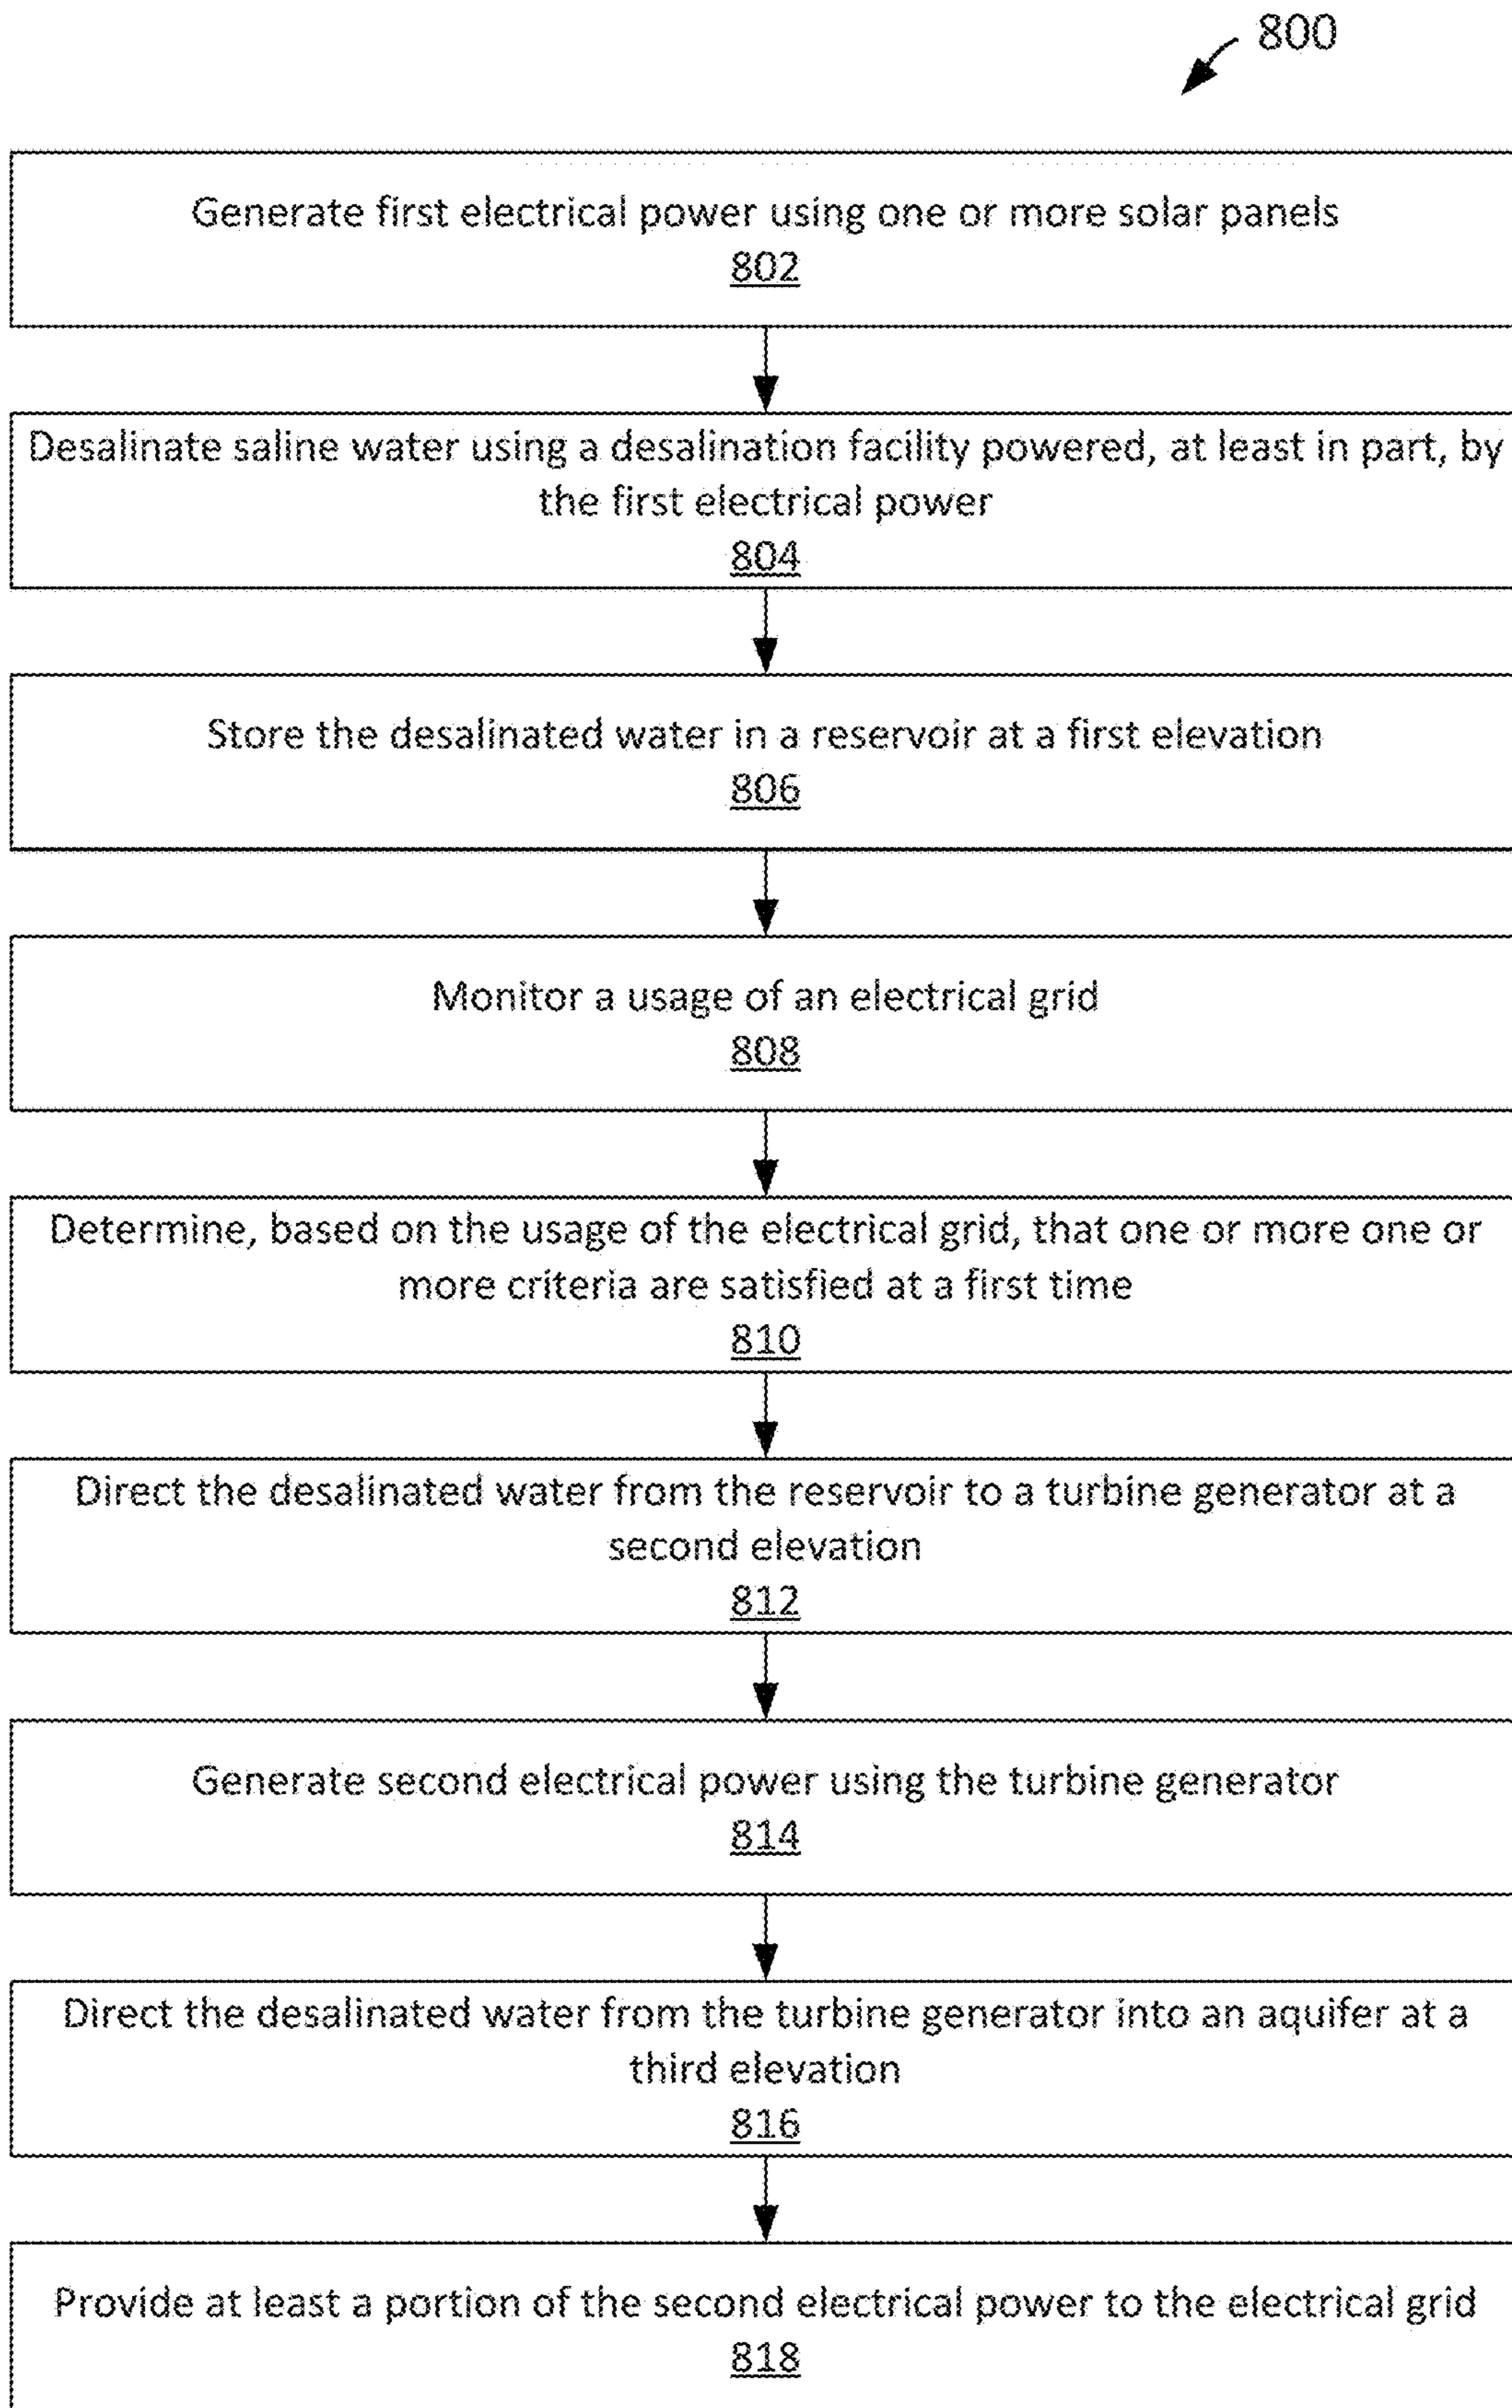 800
Generate first electrical power using one or more solar panels
802
Desalinate saline water using a desalination facility powered, at least in part, by
the first electrical power
804
Store the desalinated water in a reservoir at a first elevation
806
Monitor a usage of an electrical grid
808
Determine, based on the usage of the electrical grid, that one or more one or
more criteria are satisfied at a first time
810
Direct the desalinated water from the reservoir to a turbine generator at a
second elevation
812
Generate second electrical power using the turbine generator
814
Direct the desalinated water from the turbine generator into an aquifer at a
third elevation
816
Provide at least a portion of the second electrical power to the electrical grid
818